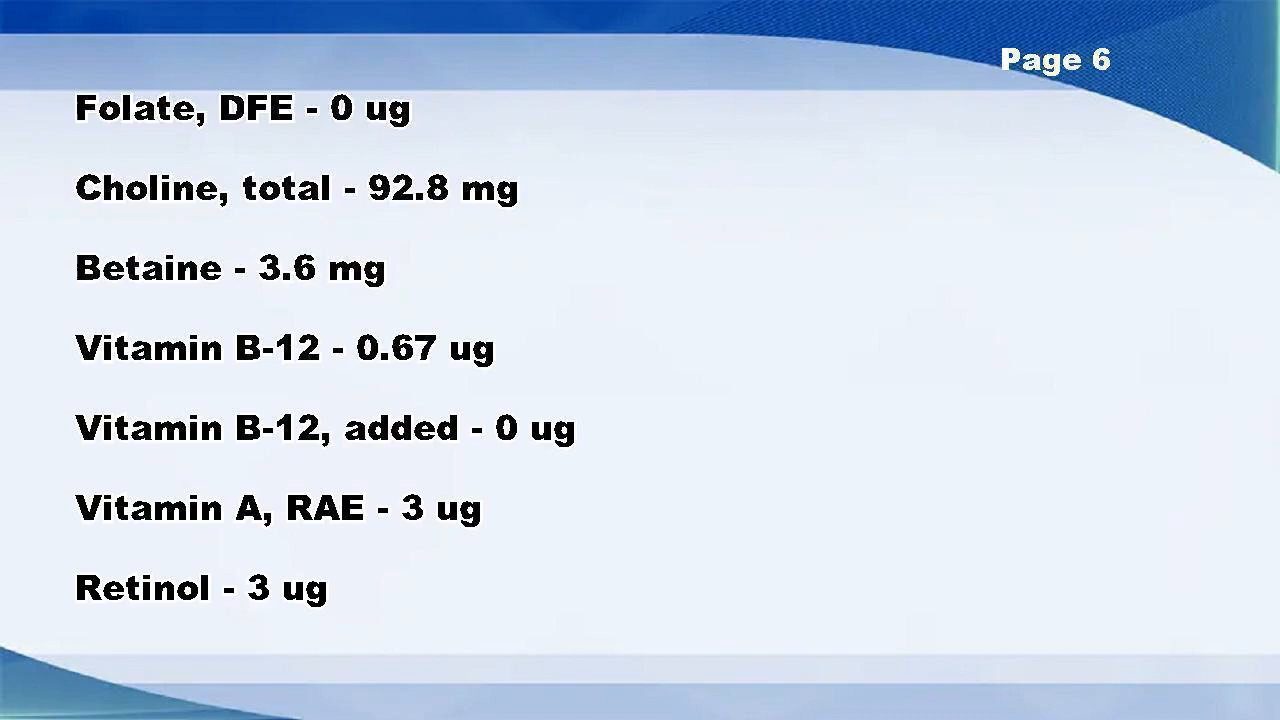 Page 6
Folate, DFE - 0 ug
Choline, total - 92.8 mg
Betaine - 3.6 mg
Vitamin B-12 - 0.67 ug
Vitamin B-12, added - 0 ug
Vitamin A, RAE - 3 ug
Retinol - 3 ug